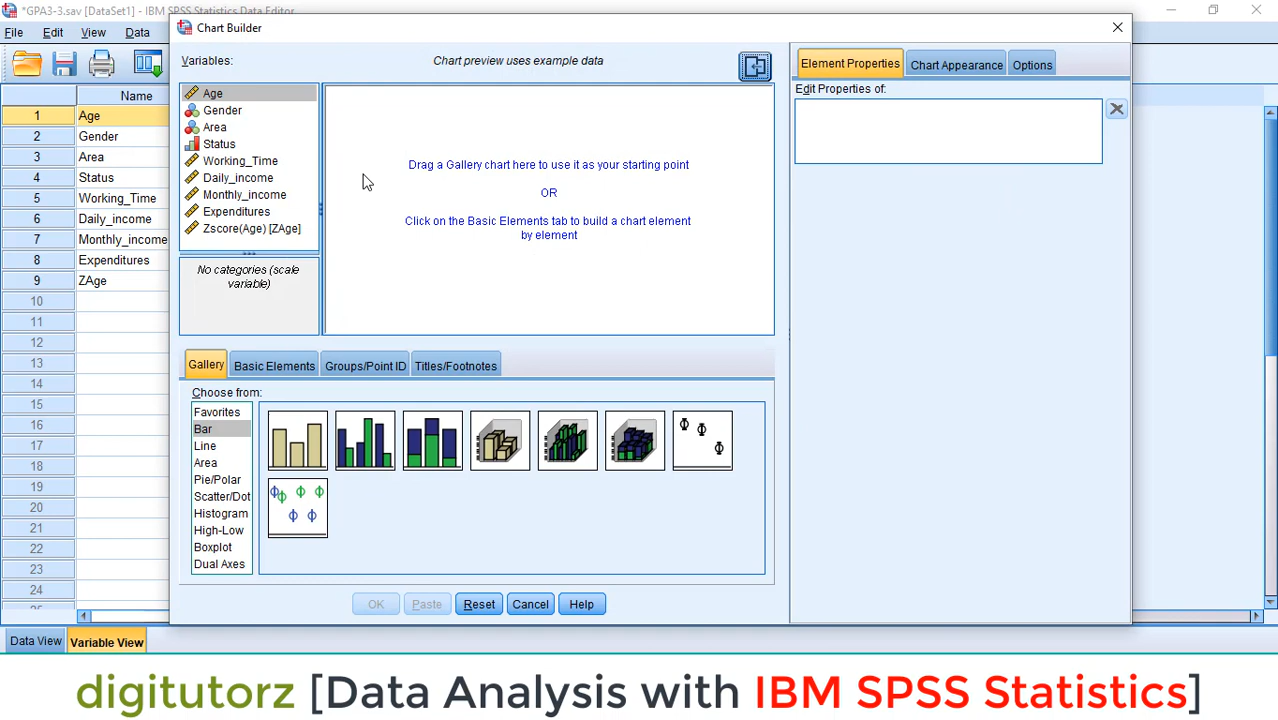 *GPA3-3.sav [DataSet1] - IBM SPSS Statistics Data Editor
File Edit View Data
Name
1 Age
2 Gender
3 Area
4 Status
5 Working_Time
6 Daily_income
7 Monthly_income
8 Expenditures
9 ZAge
10
11
12
13
14
15
16
17
18
19
20
21
22
23
24
Data View Variable View
Chart Builder
Variables:
Chart preview uses example data
Age
Gender
Area
Status
Working_Time
Daily_income
Monthly_income
Expenditures
Zscore(Age) [ZAge]
No categories (scale
variable)
Drag a Gallery chart here to use it as your starting point
OR
Click on the Basic Elements tab to build a chart element
by element
Gallery Basic Elements Groups/Point ID Titles/Footnotes
Choose from:
Favorites
Bar
Line
Area
Pie/Polar
Scatter/Dot
Histogram
High-Low
Boxplot
Dual Axes
OK Paste Reset Cancel Help
Element Properties Chart Appearance Options
Edit Properties of:
digitutorz [Data Analysis with IBM SPSS Statistics]